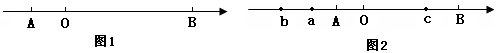 A O B
图1
b a A O c B
图2